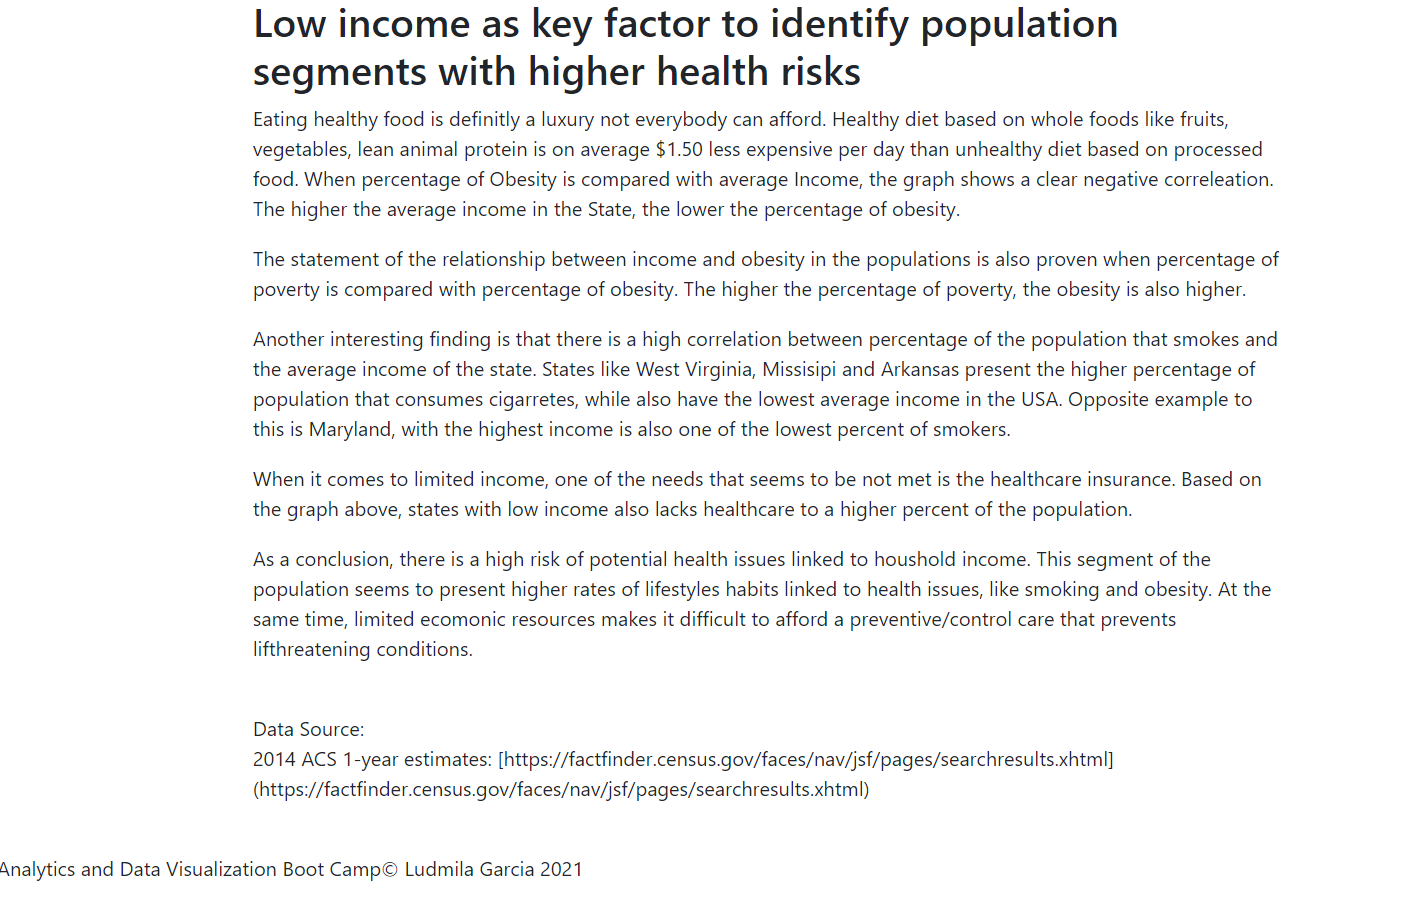 Low income as key factor to identify population
segments with higher health risks
Eating healthy food is definitly a luxury not everybody can afford. Healthy diet based on whole foods like fruits,
vegetables, lean animal protein is on average $1.50 less expensive per day than unhealthy diet based on processed
food. When percentage of Obesity is compared with average Income, the graph shows a clear negative correleation.
The higher the average income in the State, the lower the percentage of obesity.
The statement of the relationship between income and obesity in the populations is also proven when percentage of
poverty is compared with percentage of obesity. The higher the percentage of poverty, the obesity is also higher.
Another interesting finding is that there is a high correlation between percentage of the population that smokes and
the average income of the state. States like West Virginia, Missisipi and Arkansas present the higher percentage of
population that consumes cigarretes, while also have the lowest average income in the USA. Opposite example to
this is Maryland, with the highest income is also one of the lowest percent of smokers.
When it comes to limited income, one of the needs that seems to be not met is the healthcare insurance. Based on
the graph above, states with low income also lacks healthcare to a higher percent of the population.
As a conclusion, there is a high risk of potential health issues linked to houshold income. This segment of the
population seems to present higher rates of lifestyles habits linked to health issues, like smoking and obesity. At the
same time, limited ecomonic resources makes it difficult to afford a preventive/control care that prevents
lifthreatening conditions.
Data Source:
2014 ACS 1-year estimates: [https://factfinder.census.gov/faces/nav/jsf/pages/searchresults.xhtml]
(https://factfinder.census.gov/faces/nav/jsf/pages/searchresults.xhtml)
Analytics and Data Visualization Boot Camp© Ludmila Garcia 2021